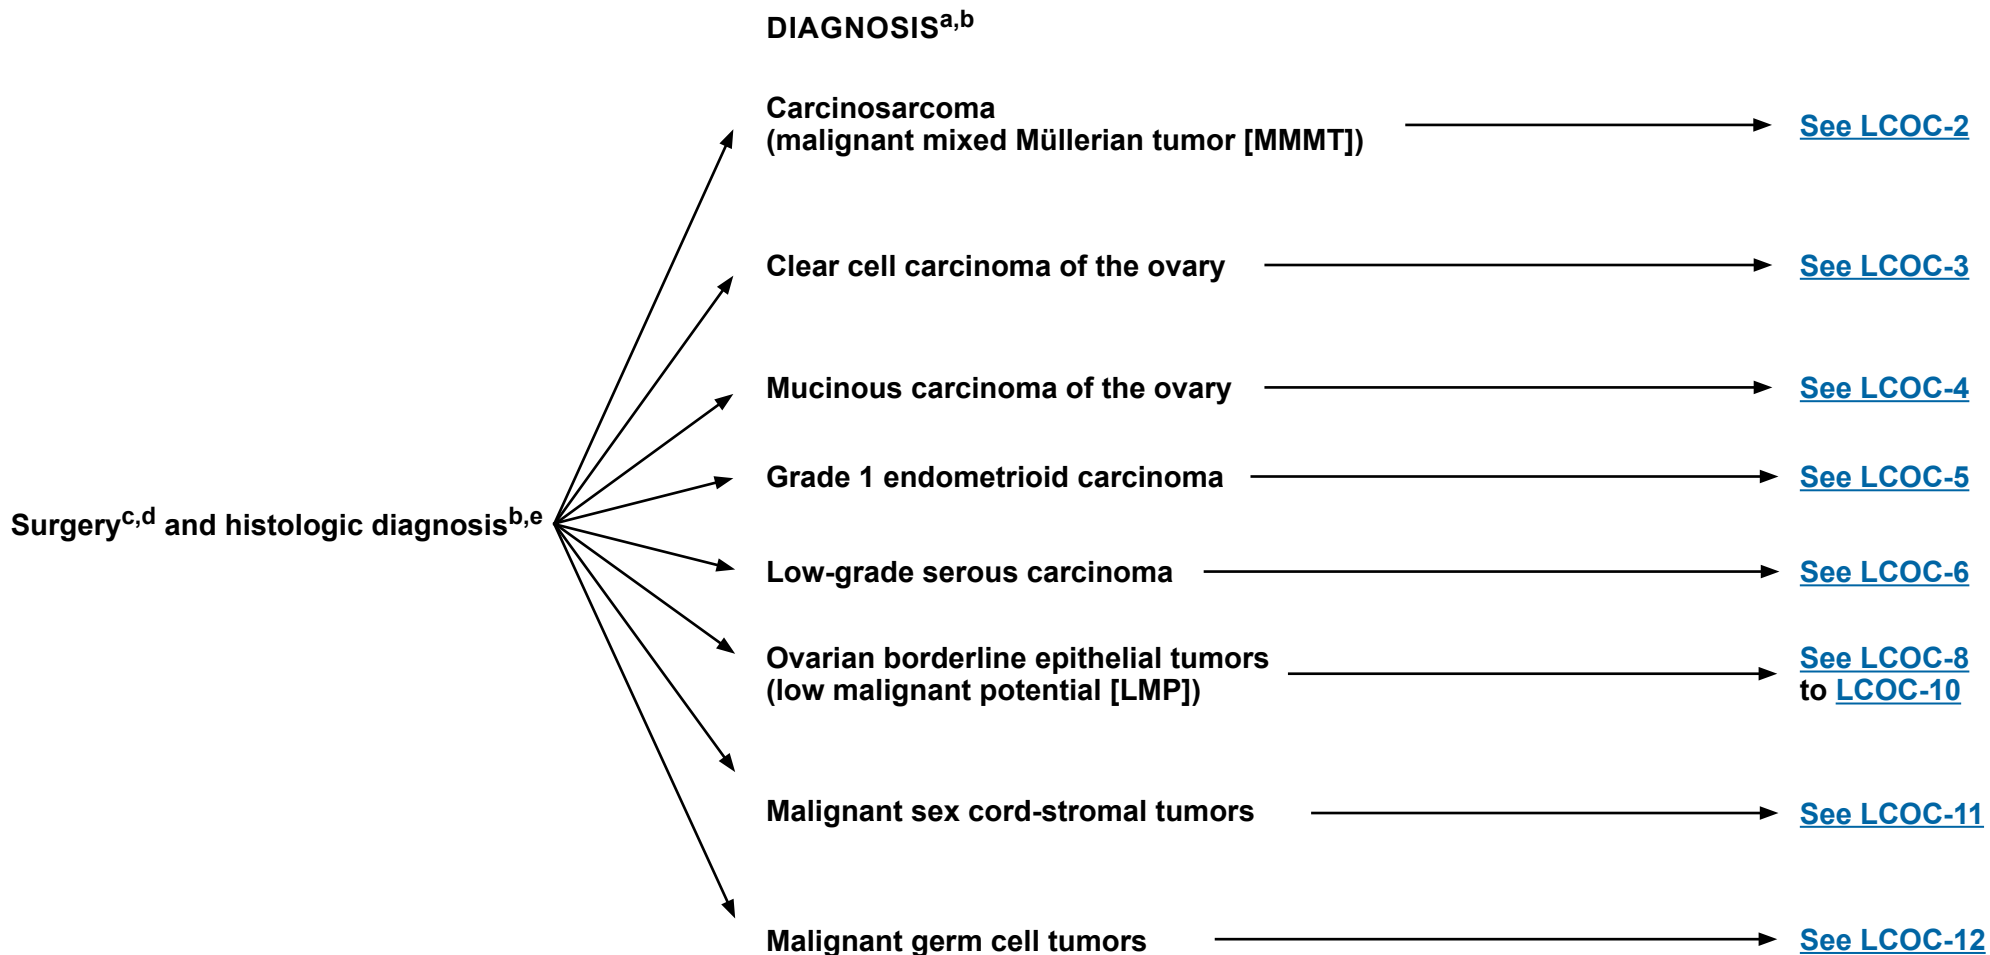 DIAGNOSISa,b
Carcinosarcoma
(malignant mixed Müllerian tumor [MMMT])
See LCOC-2
Clear cell carcinoma of the ovary
See LCOC-3
Mucinous carcinoma of the ovary
See LCOC-4
Grade 1 endometrioid carcinoma
See LCOC-5
Surgeryc,d and histologic diagnosisb,e
Low-grade serous carcinoma
See LCOC-6
Ovarian borderline epithelial tumors
(low malignant potential [LMP])
See LCOC-8
to LCOC-10
Malignant sex cord-stromal tumors
See LCOC-11
Malignant germ cell tumors
See LCOC-12